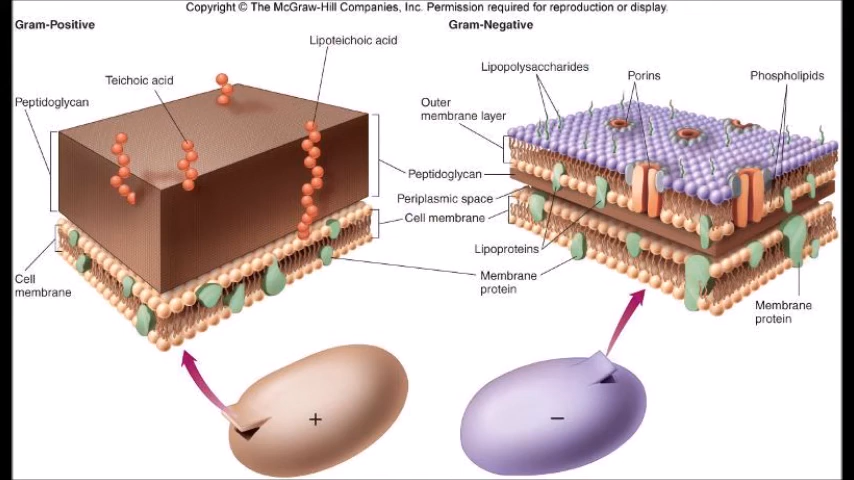 Copyright © The McGraw-Hill Companies, Inc. Permission required for reproduction or display.
Gram-Positive
Gram-Negative
Lipoteichoic acid
Teichoic acid
Peptidoglycan
Lipopolysaccharides
Porins
Phospholipids
Outer
membrane layer
Peptidoglycan
Periplasmic space
Cell membrane
Lipoproteins
Cell
membrane
Membrane
protein
Membrane
protein
+
−